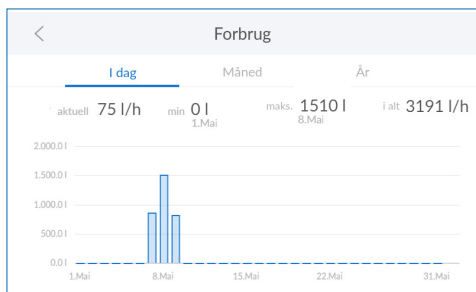 Forbrug
I dag Måned År
aktuell 75 l/h min 0 l maks. 1510 l i alt 3191 l/h
1.Mai 8.Mai
2.000.0 l
1.500.0 l
1.000.0 l
500.0 l
0.0 l
1.Mai 8.Mai 15.Mai 22.Mai 31.Mai